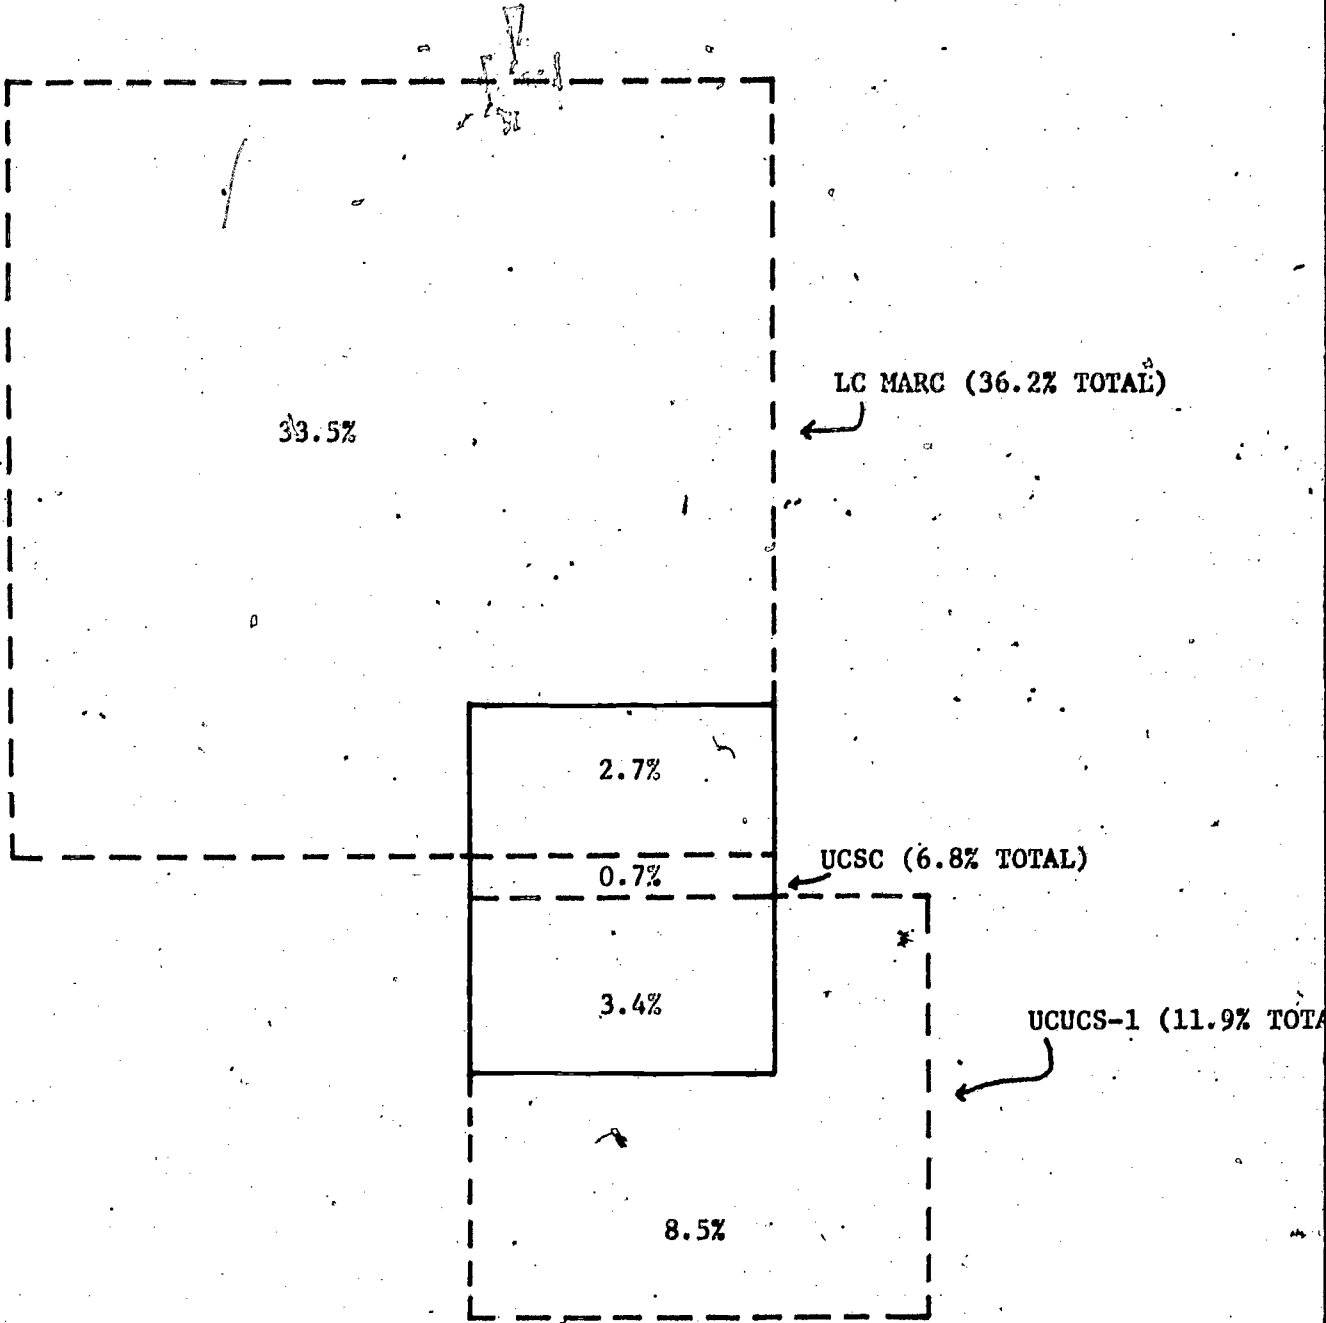 LC MARC (36.2% TOTAL)
33.5%
2.7%
UCSC (6.8% TOTAL)
0.7%
3.4%
UCUCS-1 (11.9% TOTA
8.5%